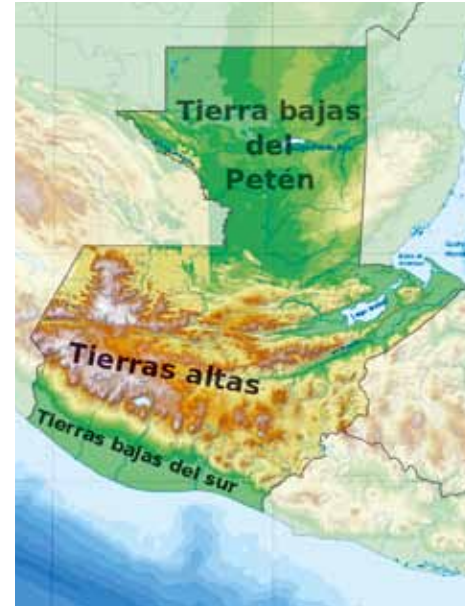 Tierra bajas
del
Petén
Tierras altas
Tierras bajas del sur